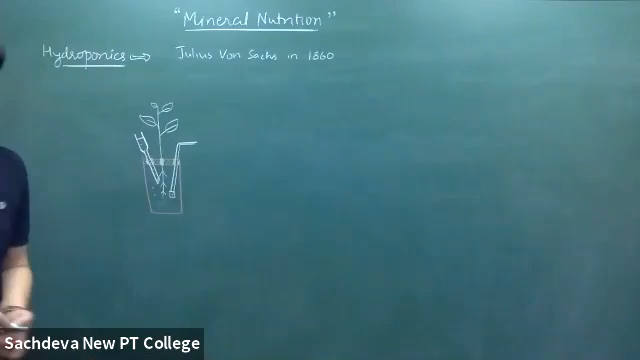 "Mineral Nutrition"
Hydroponics ⟹ Julius Von Sachs in 1860
Sachdeva New PT College